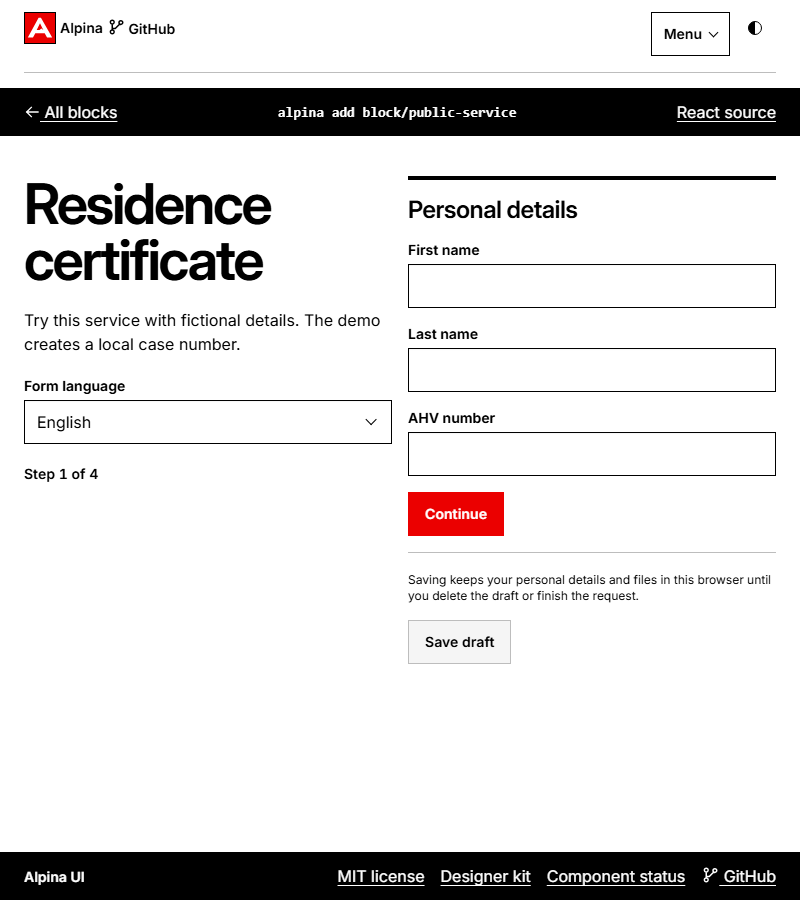 A Alpina GitHub Menu
All blocks alpina add block/public-service React source
Residence
certificate
Try this service with fictional details. The demo
creates a local case number.
Form language
English
Step 1 of 4
Personal details
First name
Last name
AHV number
Continue
Saving keeps your personal details and files in this browser until
you delete the draft or finish the request.
Save draft
Alpina UI MIT license Designer kit Component status GitHub